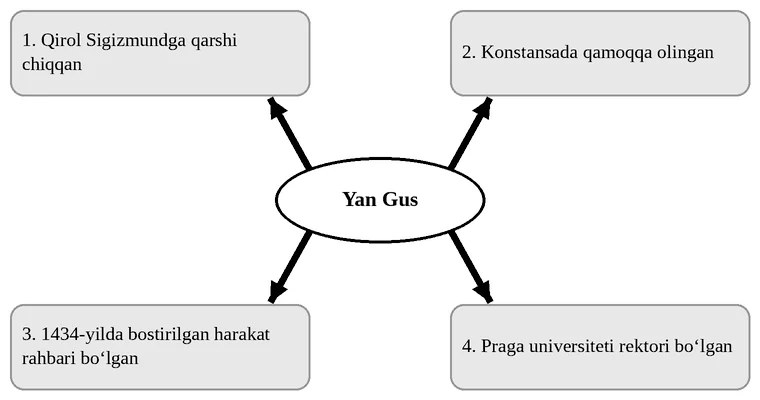 1. Qirol Sigizmundga qarshi
chiqqan
2. Konstansada qamoqqa olingan
Yan Gus
3. 1434-yilda bostirilgan harakat
rahbari bo‘lgan
4. Praga universiteti rektori bo‘lgan